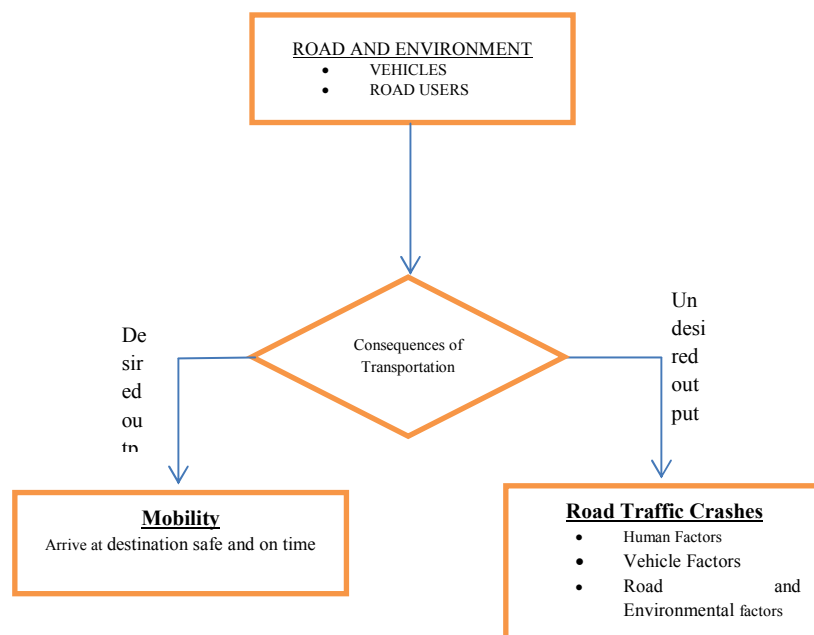 ROAD AND ENVIRONMENT
• VEHICLES
• ROAD USERS
Consequences of
Transportation
De
sir
ed
ou
tp
Un
desi
red
out
put
Mobility
Arrive at destination safe and on time
Road Traffic Crashes
• Human Factors
• Vehicle Factors
• Road and
Environmental factors